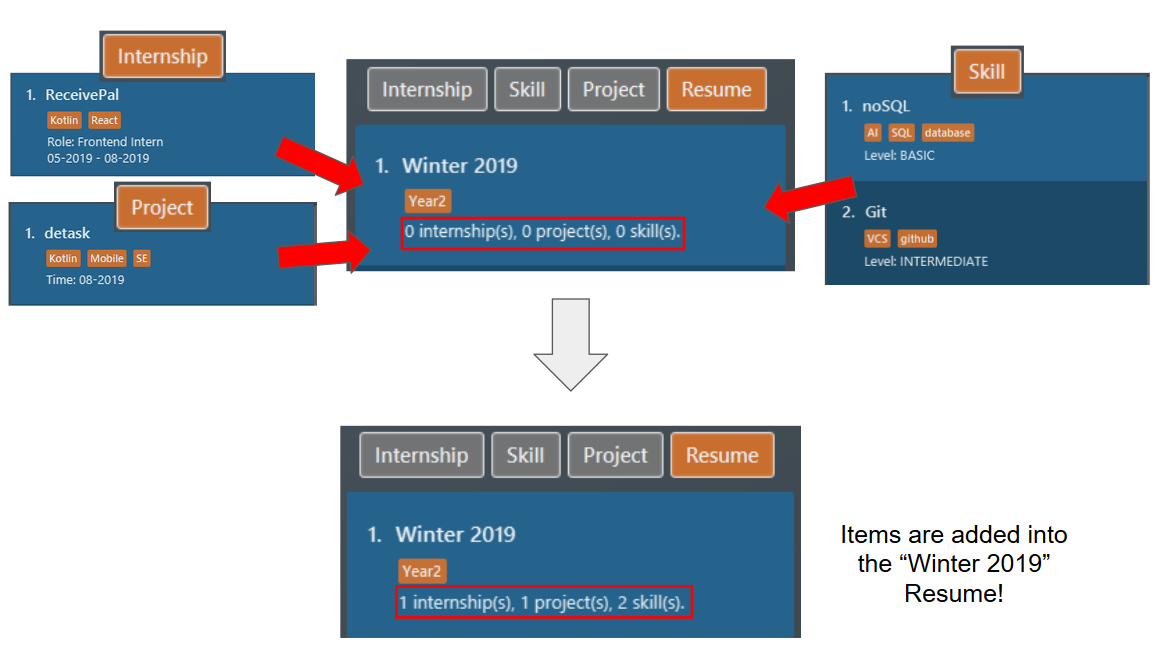 Internship
1. ReceivePal
Kotlin React
Role: Frontend Intern
05-2019 - 08-2019
Project
1. detask
Kotlin Mobile SE
Time: 08-2019
Internship Skill Project Resume
1. Winter 2019
Year2
0 internship(s), 0 project(s), 0 skill(s).
Skill
1. noSQL
AI SQL database
Level: BASIC
2. Git
VCS github
Level: INTERMEDIATE
Internship Skill Project Resume
1. Winter 2019
Year2
1 internship(s), 1 project(s), 2 skill(s).
Items are added into
the “Winter 2019”
Resume!